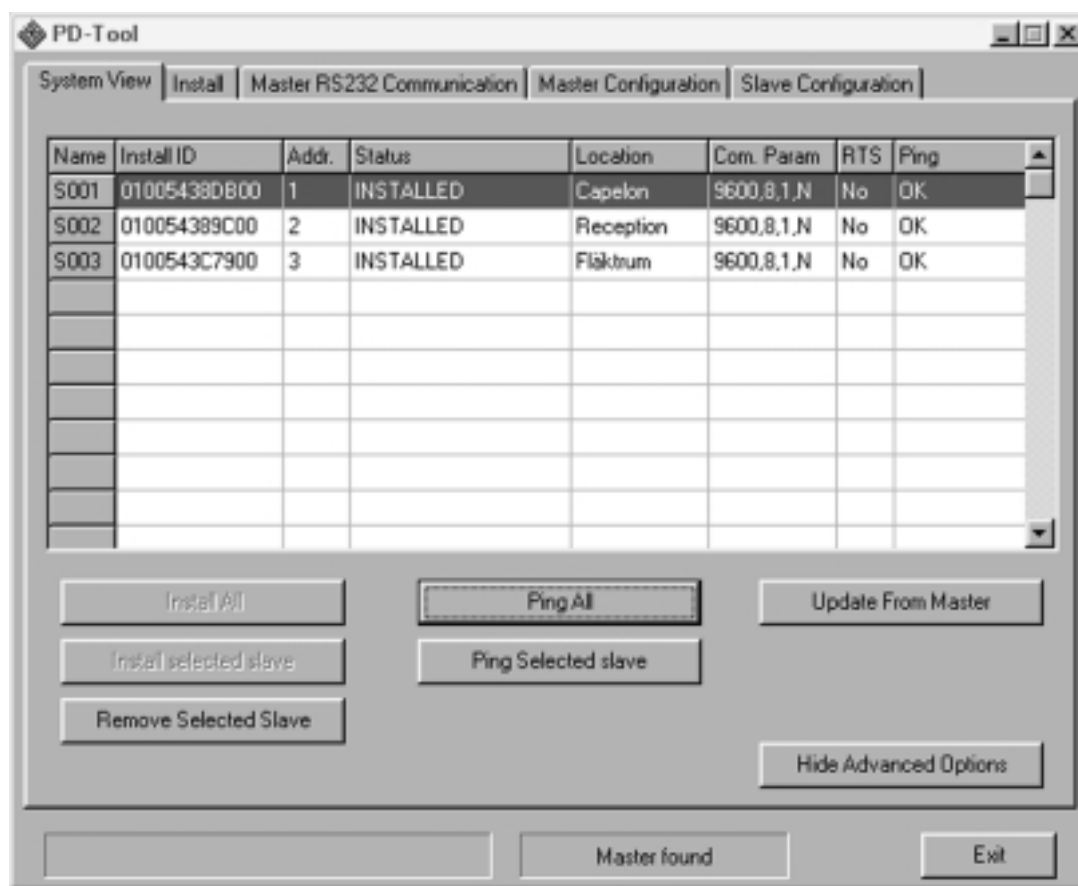 PD-Tool
System View Install Master RS232 Communication Master Configuration Slave Configuration
Name Install ID Addr. Status Location Com. Param RTS Ping
S001 01005438DB00 1 INSTALLED Capelon 9600,8,1,N No OK
S002 010054389C00 2 INSTALLED Reception 9600,8,1,N No OK
S003 0100543C7900 3 INSTALLED Fläktrum 9600,8,1,N No OK
Install All Ping All Update From Master
Install selected slave Ping Selected slave
Remove Selected Slave
Hide Advanced Options
Master found Exit